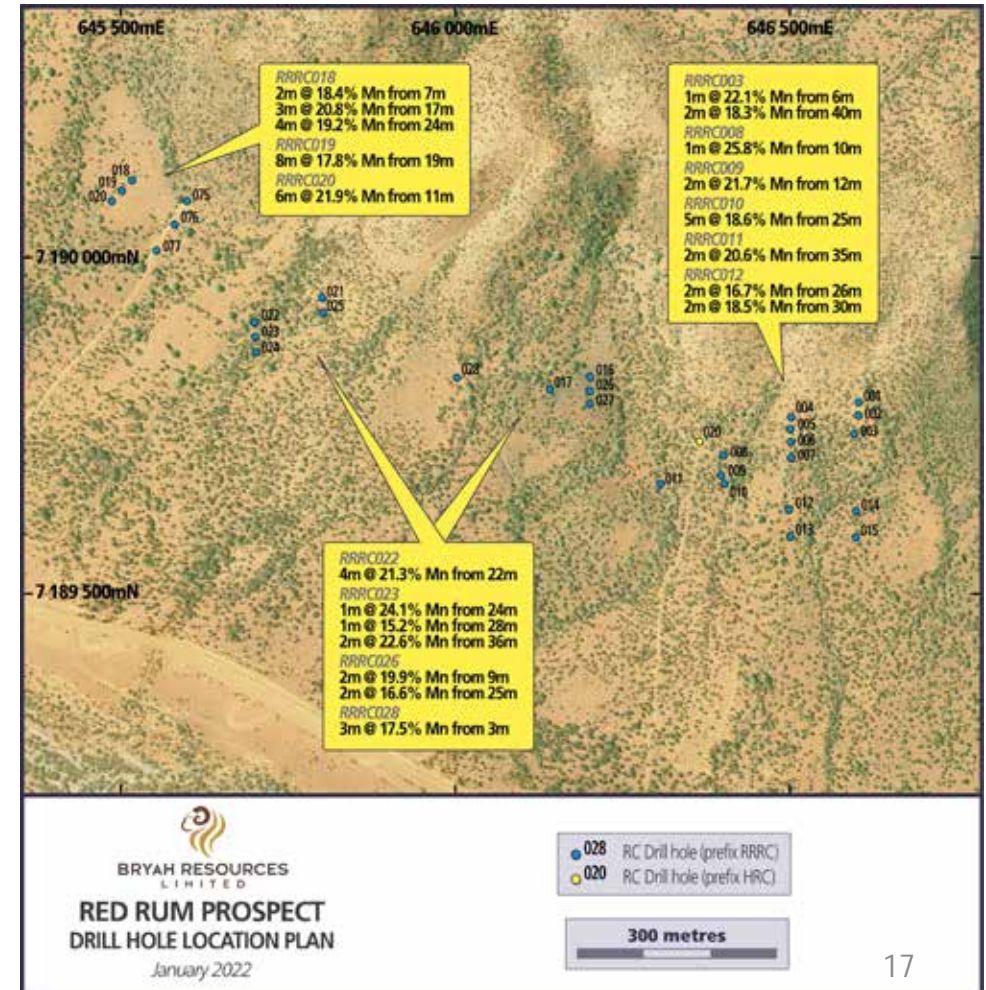 645 500mE
646 000mE
646 500mE
RRRC018
2m @ 18.4% Mn from 7m
3m @ 20.8% Mn from 17m
4m @ 19.2% Mn from 24m
RRRC019
8m @ 17.8% Mn from 19m
RRRC020
6m @ 21.9% Mn from 11m
RRRC003
1m @ 22.1% Mn from 6m
2m @ 18.3% Mn from 40m
RRRC008
1m @ 25.8% Mn from 10m
RRRC009
2m @ 21.7% Mn from 12m
RRRC010
5m @ 18.6% Mn from 25m
RRRC011
2m @ 20.6% Mn from 35m
RRRC012
2m @ 16.7% Mn from 26m
2m @ 18.5% Mn from 30m
018
019
020
075
076
077
7 190 000mN
021
025
022
023
024
028
017
016
026
027
020
008
009
010
011
004
005
006
007
001
002
003
012
013
014
015
RRRC022
4m @ 21.3% Mn from 22m
RRRC023
1m @ 24.1% Mn from 24m
1m @ 15.2% Mn from 28m
2m @ 22.6% Mn from 36m
RRRC026
2m @ 19.9% Mn from 9m
2m @ 16.6% Mn from 25m
RRRC028
3m @ 17.5% Mn from 3m
7 189 500mN
BRYAH RESOURCES
LIMITED
RED RUM PROSPECT
DRILL HOLE LOCATION PLAN
January 2022
028 RC Drill hole (prefix RRRC)
020 RC Drill hole (prefix HRC)
300 metres
17